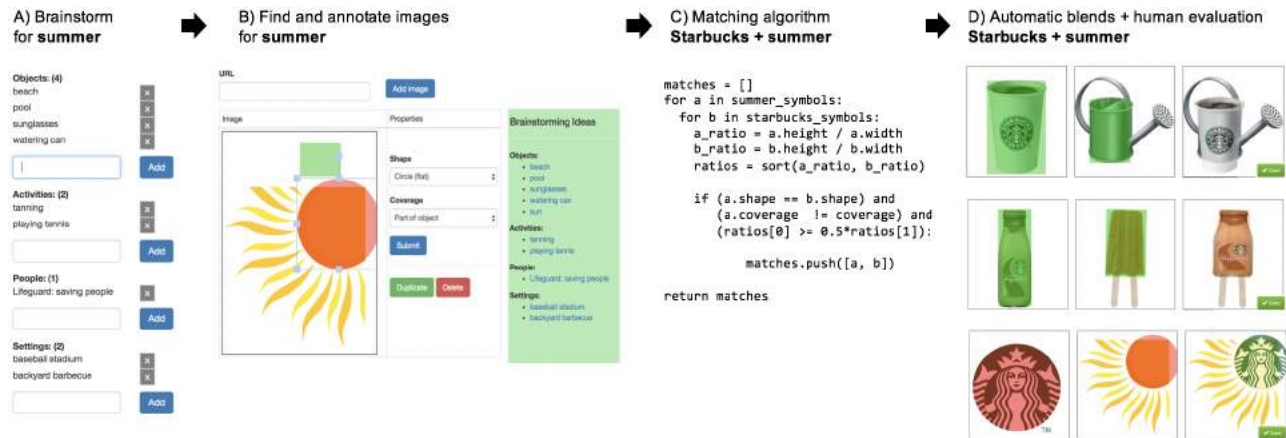 A) Brainstorm
for summer
Objects: (4)
beach
x
pool
x
sunglasses
x
watering can
x
Add
Activities: (2)
tanning
x
playing tennis
x
Add
People: (1)
Lifeguard: saving people
x
Add
Settings: (2)
baseball stadium
x
backyard barbecue
x
Add
B) Find and annotate images
for summer
URL
Add image
Image
Properties
Shape
Circle (flat)
Coverage
Part of object
Submit
Duplicate
Delete
Brainstorming Ideas
Objects:
• beach
• pool
• sunglasses
• watering can
• sun
Activities:
• tanning
• playing tennis
People:
• Lifeguard: saving people
Settings:
• baseball stadium
• backyard barbecue
C) Matching algorithm
Starbucks + summer
matches = []
for a in summer_symbols:
for b in starbucks_symbols:
a_ratio = a.height / a.width
b_ratio = b.height / b.width
ratios = sort(a_ratio, b_ratio)
if (a.shape == b.shape) and
(a.coverage != coverage) and
(ratios[0] >= 0.5*ratios[1]):
matches.push([a, b])
return matches
D) Automatic blends + human evaluation
Starbucks + summer
TM